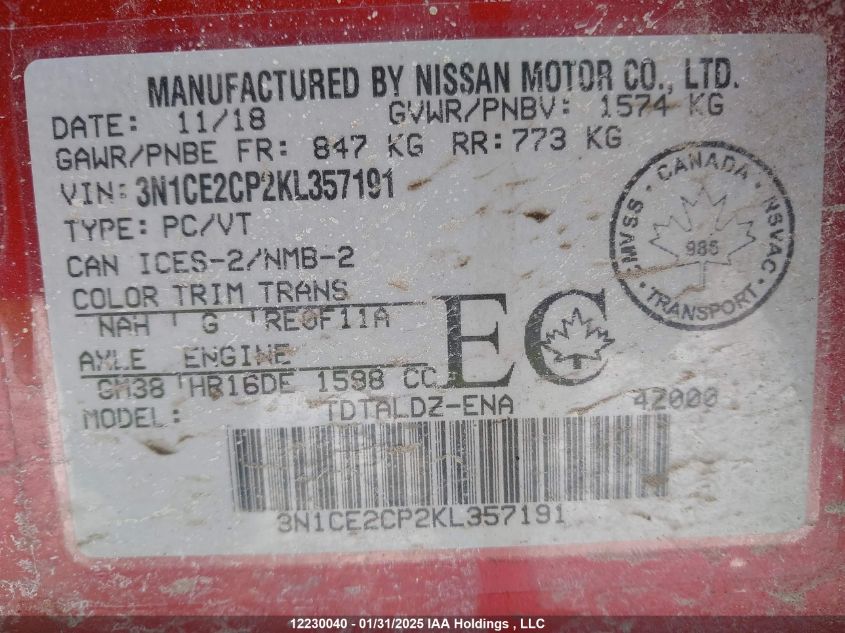 MANUFACTURED BY NISSAN MOTOR CO., LTD.
DATE: 11/18 GVWR/PNBV: 1574 KG
GAWR/PNBE FR: 847 KG RR: 773 KG
VIN: 3N1CE2CP2KL357191
TYPE: PC/VT
CAN ICES-2/NMB-2
COLOR TRIM TRANS
NAH G RE0F11A
AXLE ENGINE
GM38 HR16DE 1598 CC
MODEL: TDTALDZ-ENA 42000
EC
CMVSS · CANADA · NSVAC · TRANSPORT ·
985
3N1CE2CP2KL357191
12230040 - 01/31/2025 IAA Holdings , LLC